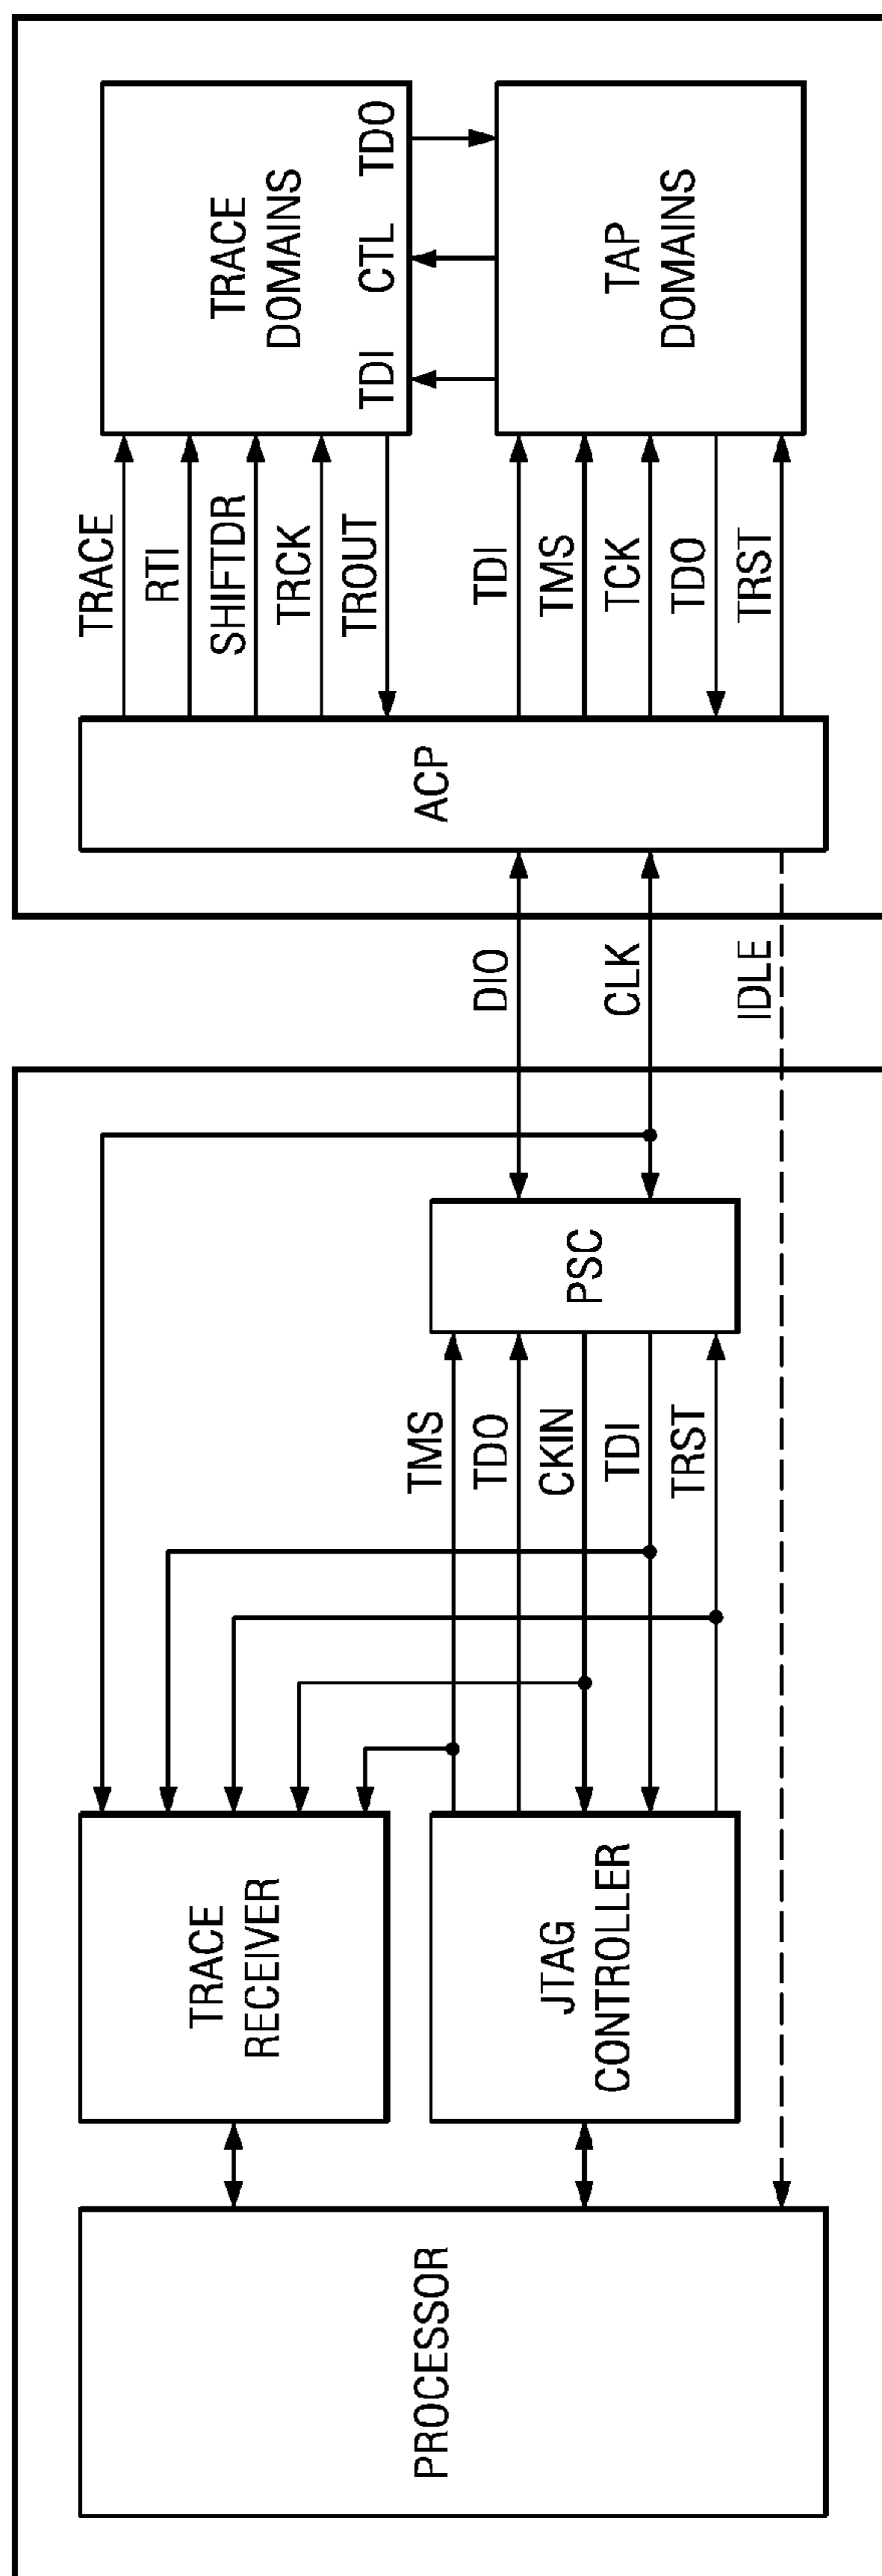 PROCESSOR
TRACE
RECEIVER
JTAG
CONTROLLER
TMS
TDO
CKIN
TDI
TRST
PSC
DIO
CLK
IDLE
ACP
TRACE
RTI
SHIFTDR
TRCK
TROUT
TDI
TMS
TCK
TDO
TRST
TRACE
DOMAINS
TDI CTL TDO
TAP
DOMAINS